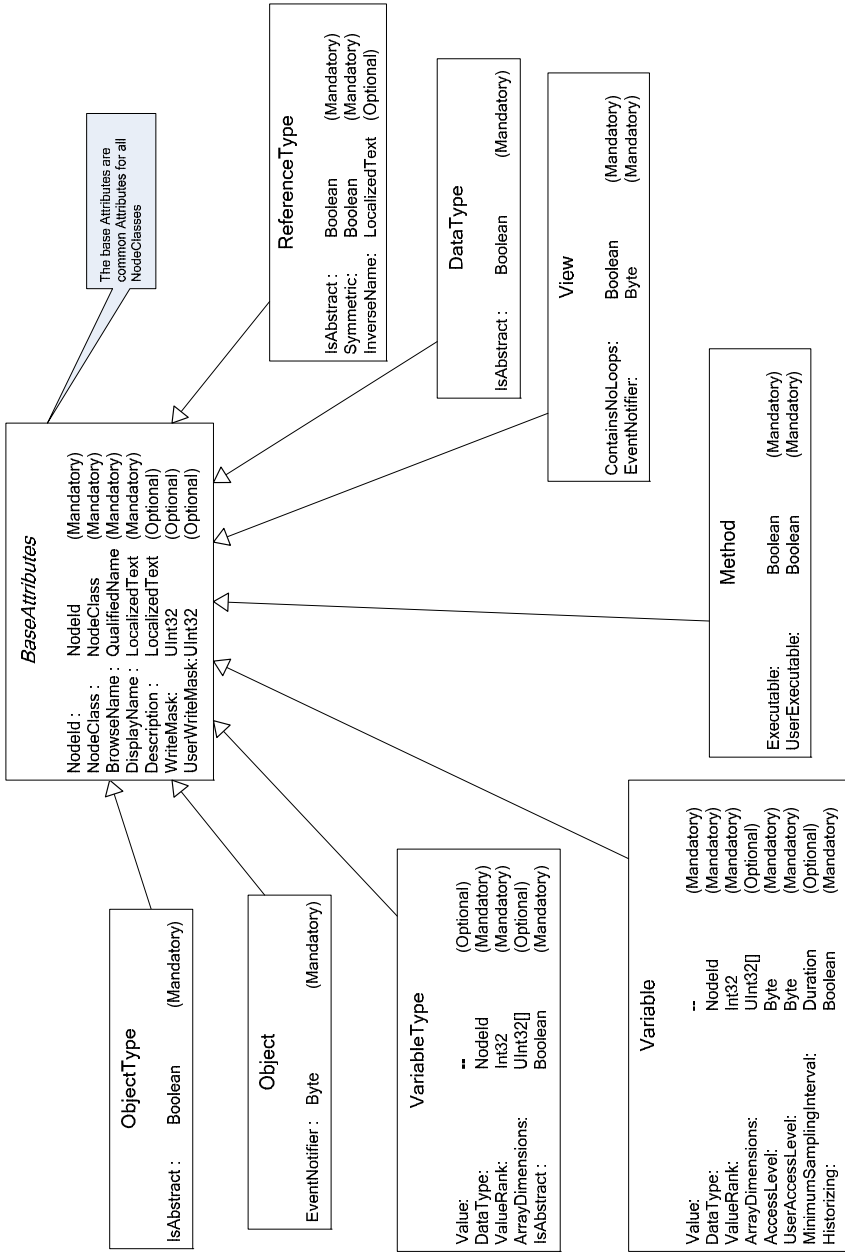 The base Attributes are
common Attributes for all
NodeClasses
BaseAttributes
NodeId : NodeId (Mandatory)
NodeClass : NodeClass (Mandatory)
BrowseName : QualifiedName (Mandatory)
DisplayName : LocalizedText (Mandatory)
Description : LocalizedText (Optional)
WriteMask: UInt32 (Optional)
UserWriteMask: UInt32 (Optional)
ObjectType
IsAbstract : Boolean (Mandatory)
Object
EventNotifier : Byte (Mandatory)
VariableType
Value: -- (Optional)
DataType: NodeId (Mandatory)
ValueRank: Int32 (Mandatory)
ArrayDimensions: UInt32[] (Optional)
IsAbstract : Boolean (Mandatory)
Variable
Value: -- (Mandatory)
DataType: NodeId (Mandatory)
ValueRank: Int32 (Mandatory)
ArrayDimensions: UInt32[] (Optional)
AccessLevel: Byte (Mandatory)
UserAccessLevel: Byte (Mandatory)
MinimumSamplingInterval: Duration (Optional)
Historizing: Boolean (Mandatory)
Method
Executable: Boolean (Mandatory)
UserExecutable: Boolean (Mandatory)
View
ContainsNoLoops: Boolean (Mandatory)
EventNotifier: Byte (Mandatory)
DataType
IsAbstract : Boolean (Mandatory)
ReferenceType
IsAbstract : Boolean (Mandatory)
Symmetric: Boolean (Mandatory)
InverseName: LocalizedText (Optional)